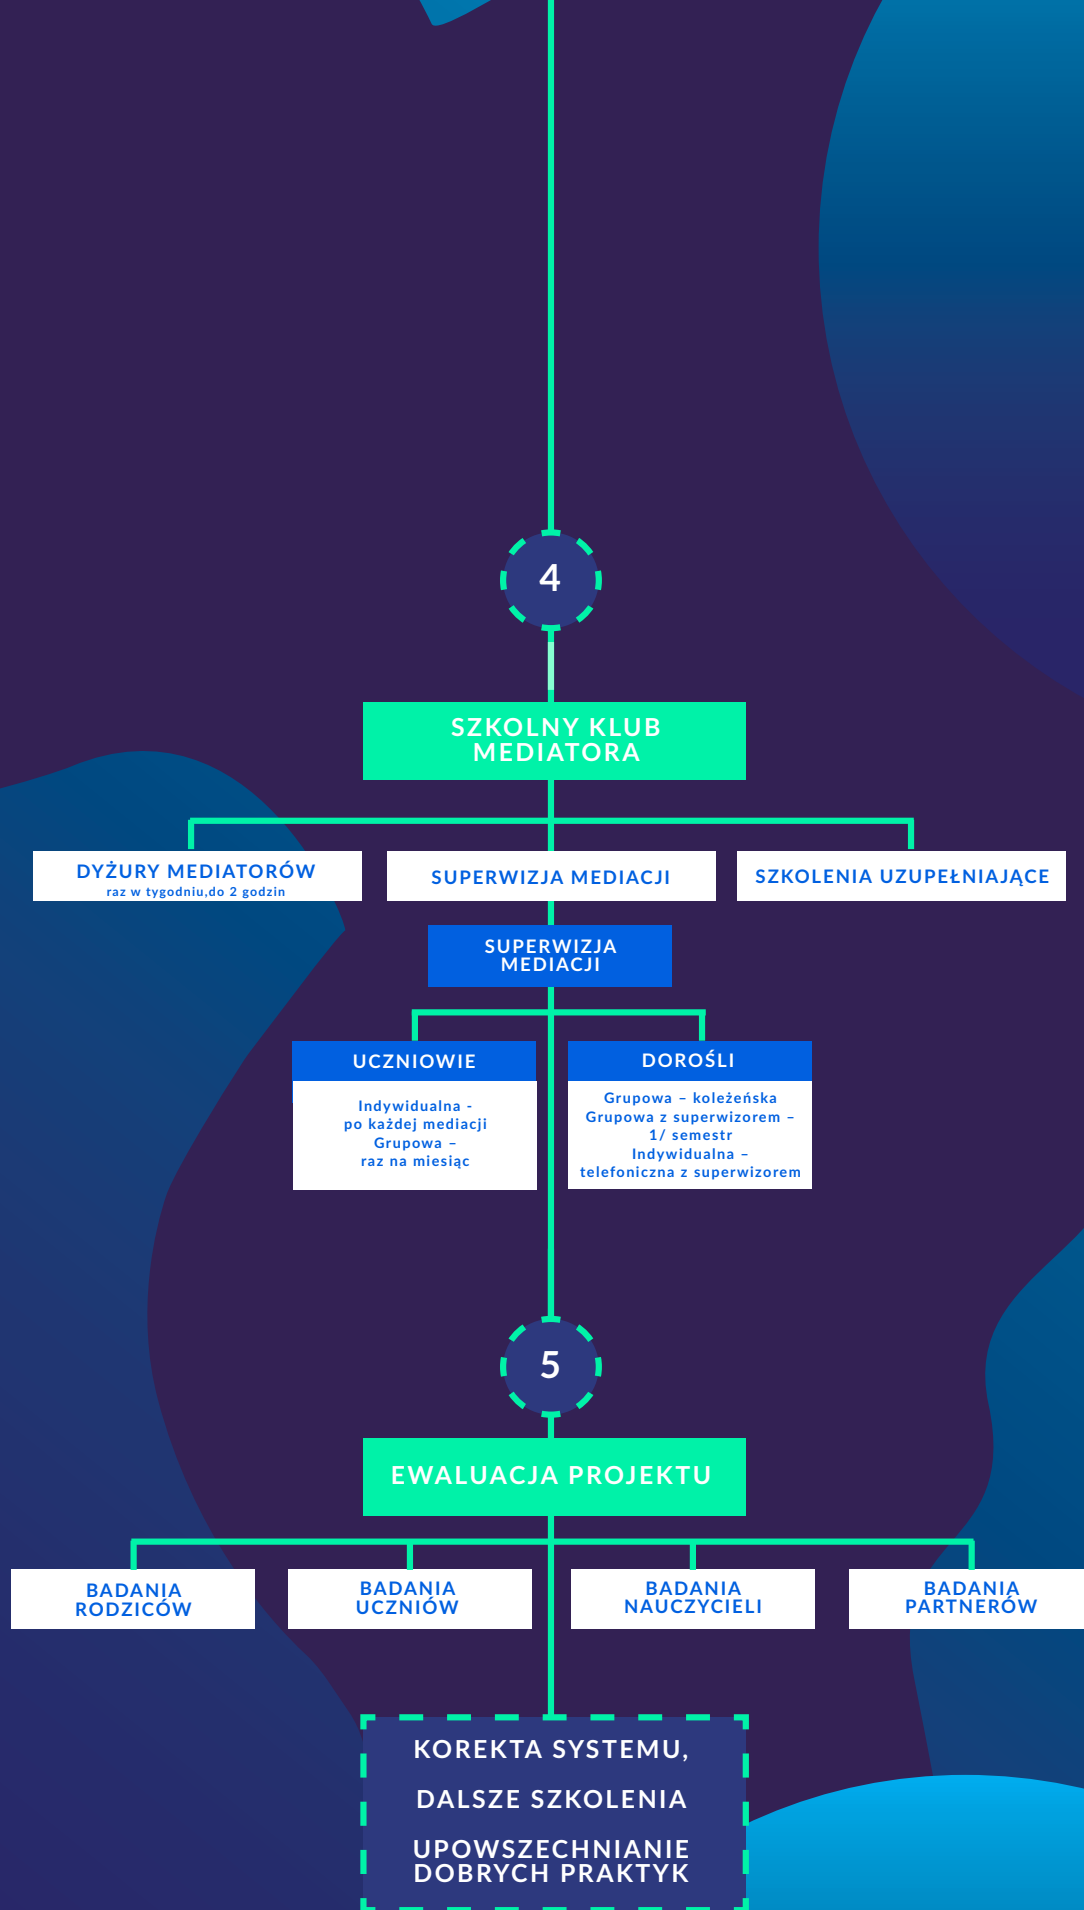 4
SZKOLNY KLUB
MEDIATORA
DYŻURY MEDIATORÓW
raz w tygodniu,do 2 godzin
SUPERWIZJA MEDIACJI
SZKOLENIA UZUPEŁNIAJĄCE
SUPERWIZJA
MEDIACJI
UCZNIOWIE
Indywidualna -
po każdej mediacji
Grupowa –
raz na miesiąc
DOROŚLI
Grupowa – koleżeńska
Grupowa z superwizorem –
1/ semestr
Indywidualna –
telefoniczna z superwizorem
5
EWALUACJA PROJEKTU
BADANIA
RODZICÓW
BADANIA
UCZNIÓW
BADANIA
NAUCZYCIELI
BADANIA
PARTNERÓW
KOREKTA SYSTEMU,
DALSZE SZKOLENIA
UPOWSZECHNIANIE
DOBRYCH PRAKTYK